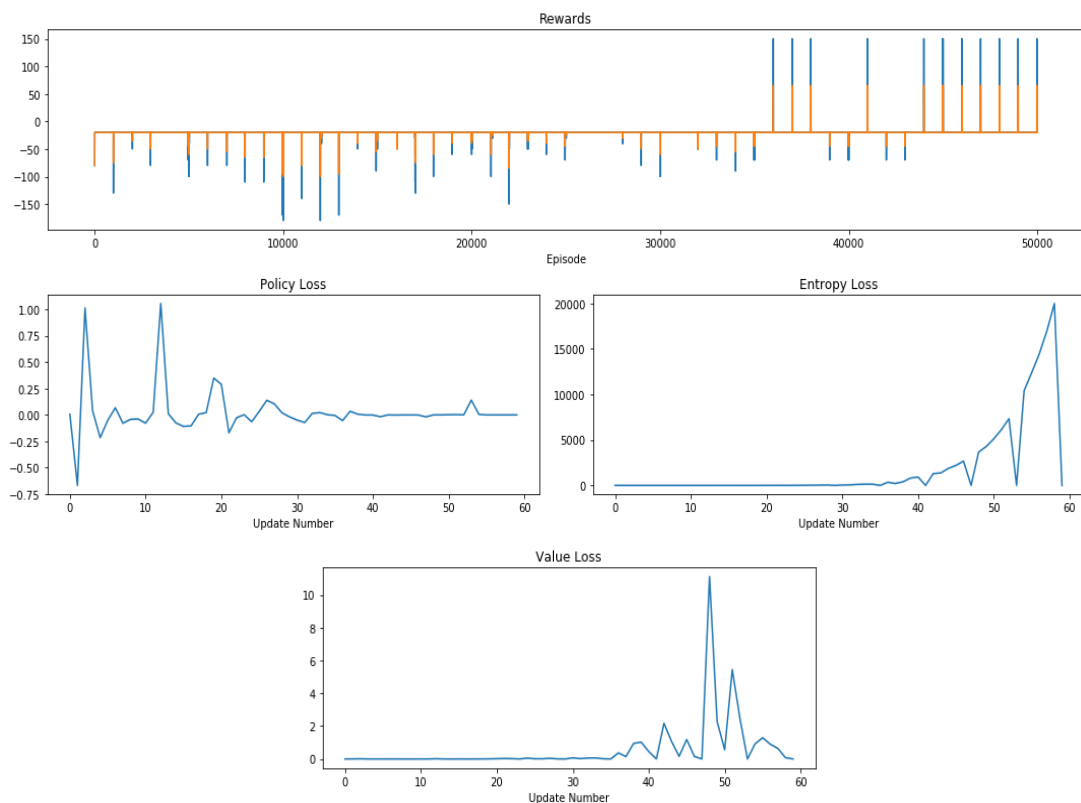 Rewards
150
100
50
0
−50
−100
−150
0 10000 20000 30000 40000 50000
Episode
Policy Loss
1.00
0.75
0.50
0.25
0.00
−0.25
−0.50
−0.75
0 10 20 30 40 50 60
Update Number
Entropy Loss
20000
15000
10000
5000
0
0 10 20 30 40 50 60
Update Number
Value Loss
10
8
6
4
2
0
0 10 20 30 40 50 60
Update Number